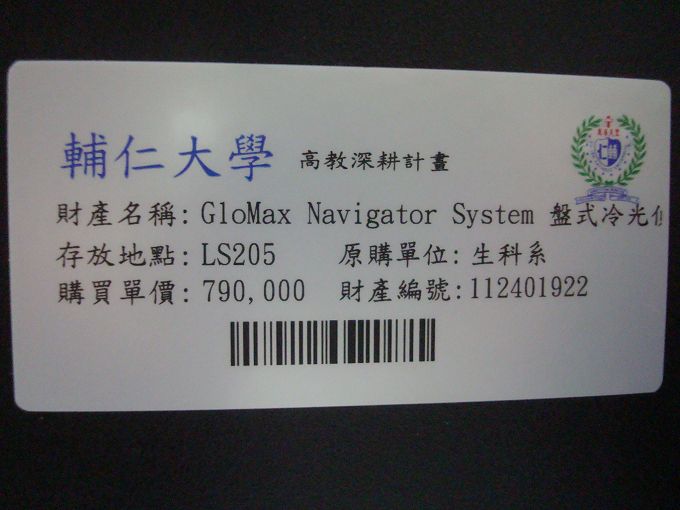 輔仁大學 高教深耕計畫
財產名稱: GloMax Navigator System 盤式冷光
存放地點: LS205 原購單位: 生科系
購買單價: 790,000 財產編號: 112401922